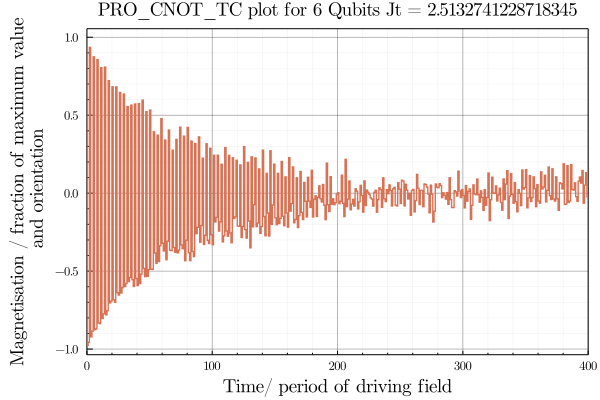 PRO_CNOT_TC plot for 6 Qubits Jt = 2.5132741228718345
Magnetisation / fraction of maximum value
and orientation
1.0
0.5
0.0
−0.5
−1.0
0
100
200
300
400
Time/ period of driving field